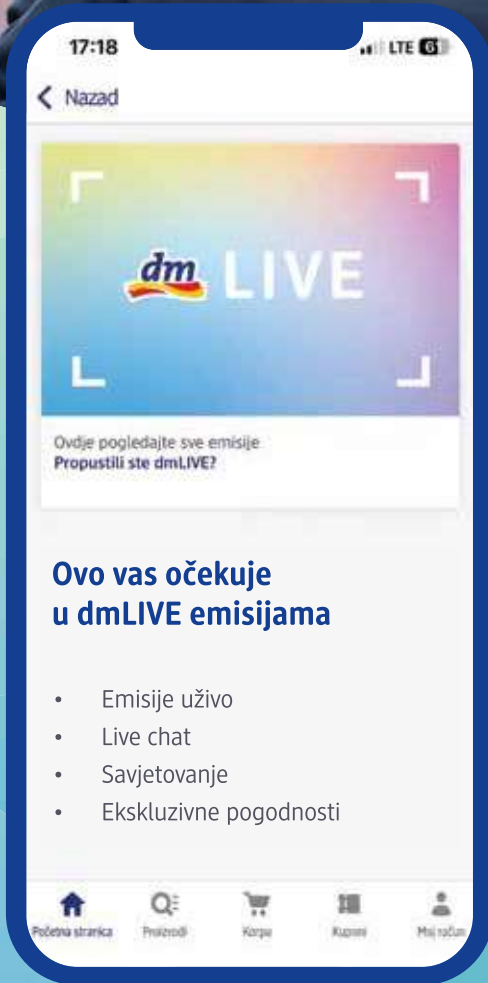 17:18
LTE 6
Nazad
dm LIVE
Ovdje pogledajte sve emisije
Propustili ste dmLIVE?
Ovo vas očekuje
u dmLIVE emisijama
• Emisije uživo
• Live chat
• Savjetovanje
• Ekskluzivne pogodnosti
Početna stranica
Proizvodi
Korpa
Kuponi
Moj račun